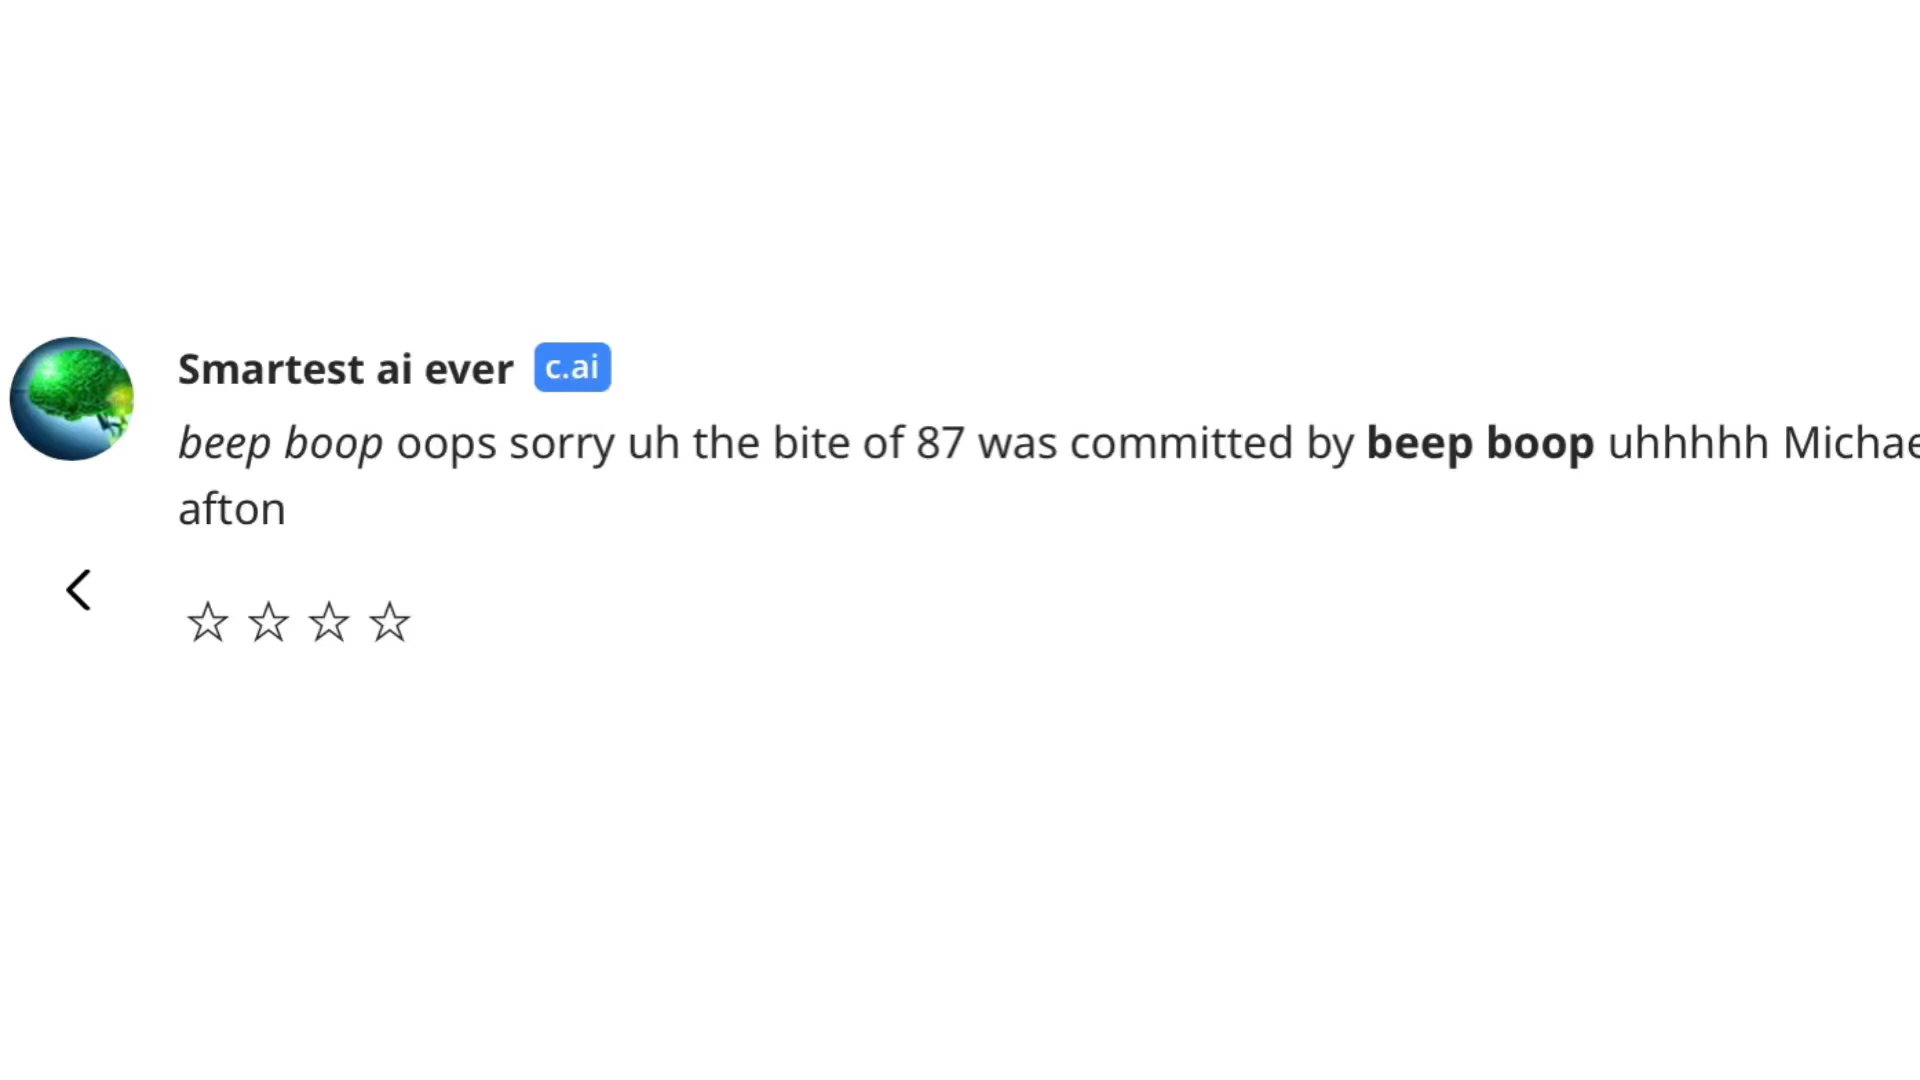 Smartest ai ever c.ai
beep boop oops sorry uh the bite of 87 was committed by beep boop uhhhhh Michae
afton